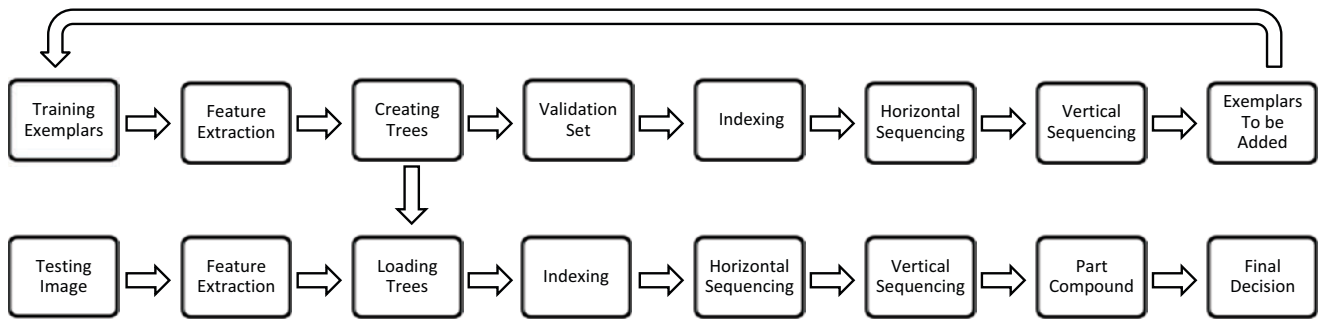 Training
Exemplars
Feature
Extraction
Creating
Trees
Validation
Set
Indexing
Horizontal
Sequencing
Vertical
Sequencing
Exemplars
To be
Added
Testing
Image
Feature
Extraction
Loading
Trees
Indexing
Horizontal
Sequencing
Vertical
Sequencing
Part
Compound
Final
Decision